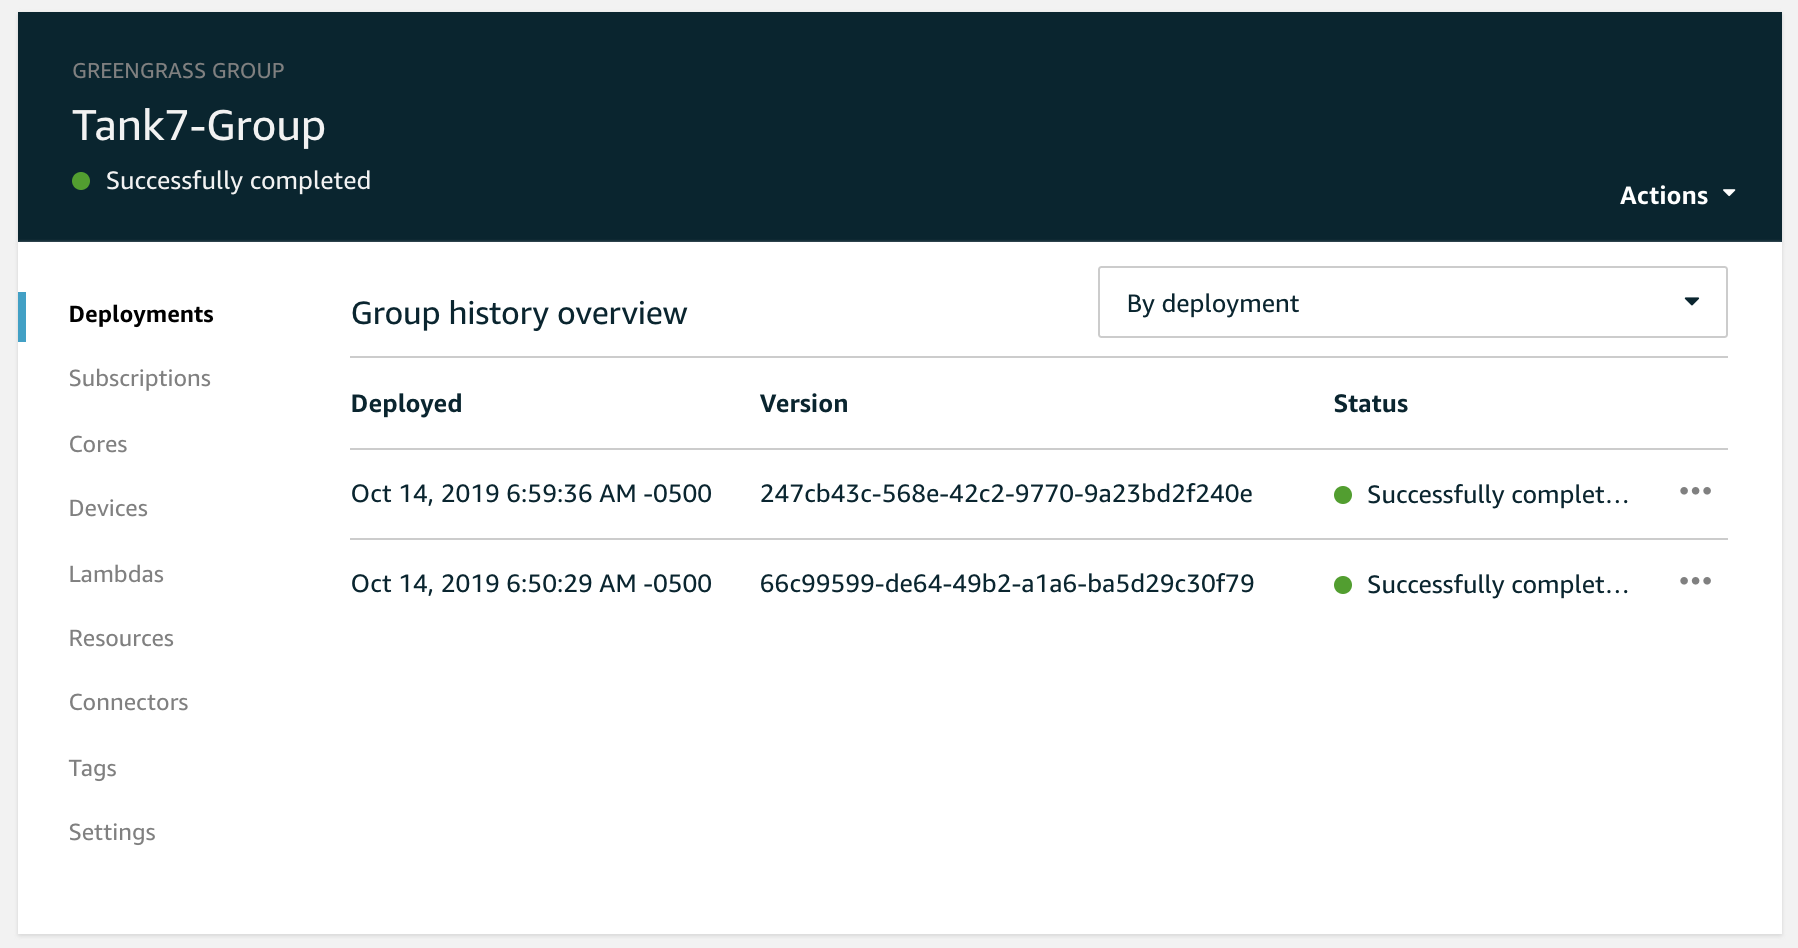 GREENGRASS GROUP
Tank7-Group
Successfully completed
Actions
Deployments
Subscriptions
Cores
Devices
Lambdas
Resources
Connectors
Tags
Settings
Group history overview
By deployment
Deployed Version Status
Oct 14, 2019 6:59:36 AM -0500 247cb43c-568e-42c2-9770-9a23bd2f240e Successfully complet...
Oct 14, 2019 6:50:29 AM -0500 66c99599-de64-49b2-a1a6-ba5d29c30f79 Successfully complet...